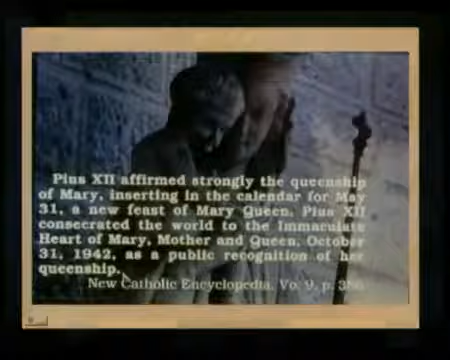 Pius XII affirmed strongly the queenship
of Mary, inserting in the calendar for May
31, a new feast of Mary Queen. Pius XII
consecrated the world to the Immaculate
Heart of Mary, Mother and Queen, October
31, 1942, as a public recognition of her
queenship.
New Catholic Encyclopedia, Vo. 9, p.